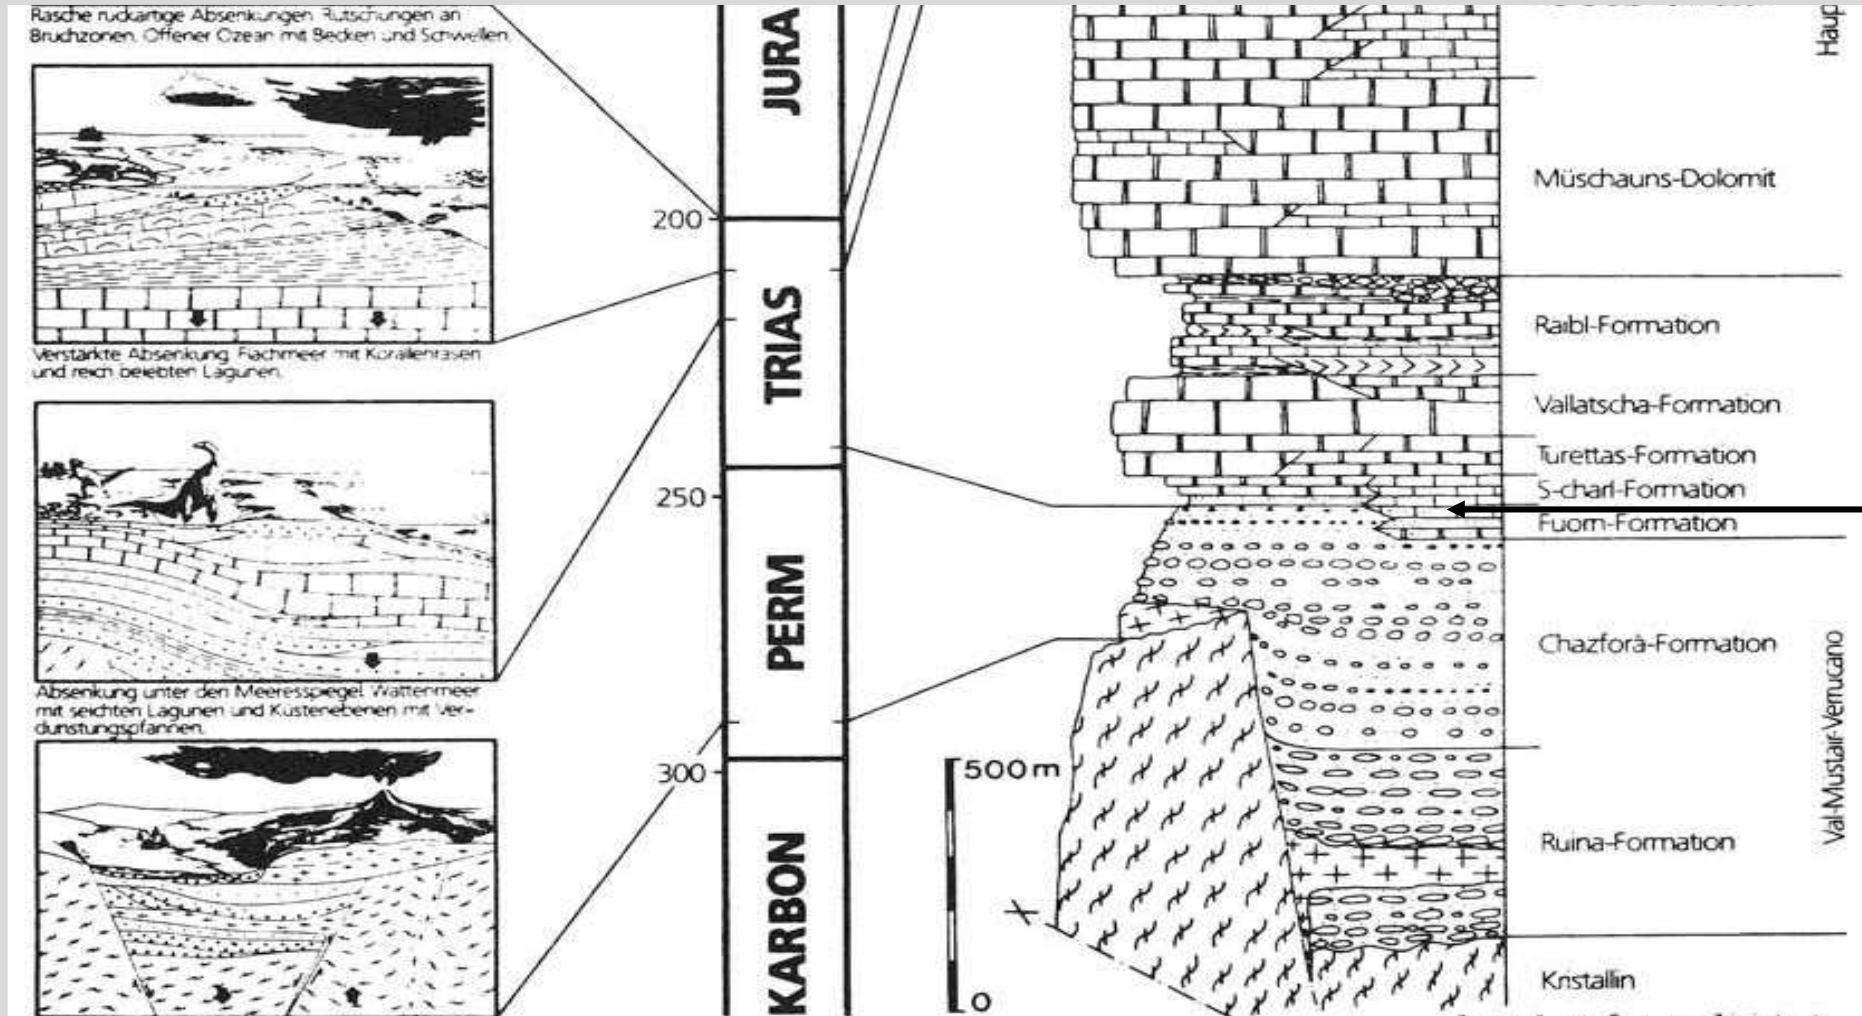 Rasche ruckartige Absenkungen. Rutschungen an
Bruchzonen. Offener Ozean mit Becken und Schwellen.
Verstärkte Absenkung. Flachmeer mit Korallenrasen
und reich belebten Lagunen.
Absenkung unter den Meeresspiegel. Wattenmeer
mit seichten Lagunen und Küstenebenen mit Ver-
dunstungspfannen.
JURA
200
TRIAS
250
PERM
300
KARBON
500m
0
Müschauns-Dolomit
Raibl-Formation
Vallatscha-Formation
Turettas-Formation
S-charl-Formation
Fuorn-Formation
Chazforà-Formation
Ruina-Formation
Kristallin
Haup
Val-Mustair-Verrucano